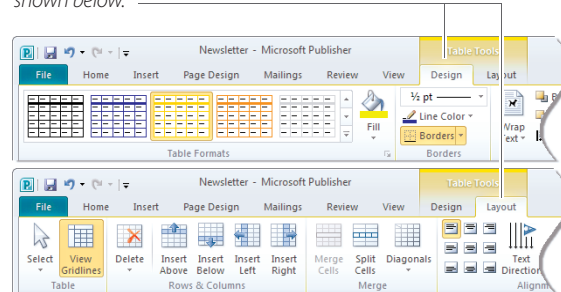 shown below.
Newsletter - Microsoft Publisher
Table Tools
File Home Insert Page Design Mailings Review View Design Layout
½ pt
Line Color
Fill
Borders
Wrap
Text
Table Formats
Borders
Newsletter - Microsoft Publisher
Table Tools
File Home Insert Page Design Mailings Review View Design Layout
Select View Delete Insert Insert Insert Insert Merge Split Diagonals Text
Gridlines Above Below Left Right Cells Cells Direction
Table Rows & Columns Merge